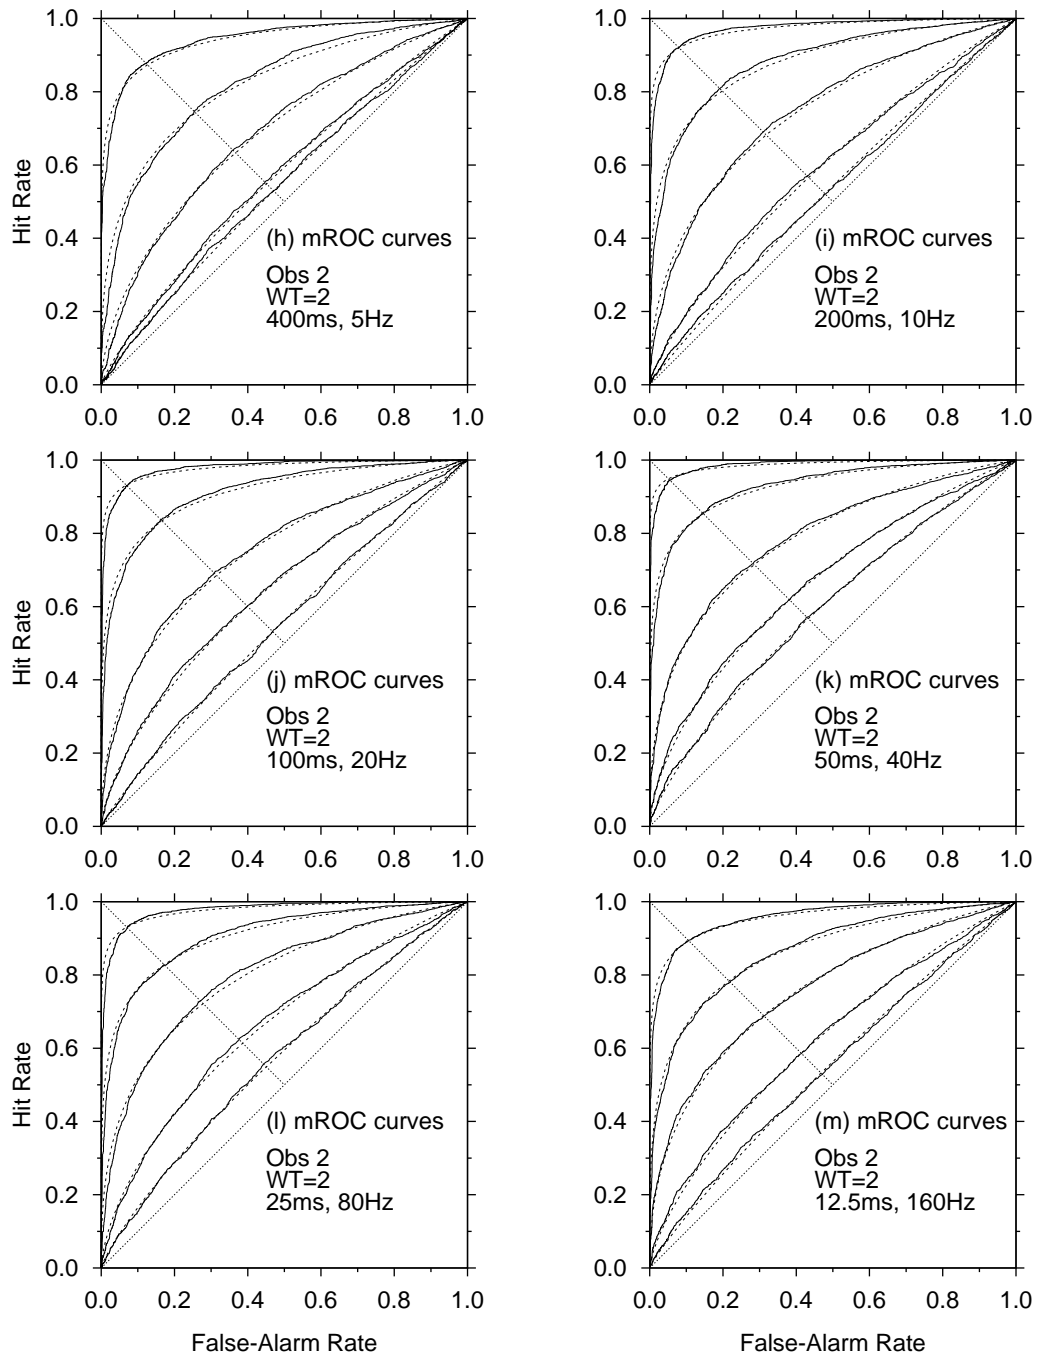 1.0
0.8
0.6
0.4
0.2
0.0
Hit Rate
(h) mROC curves
Obs 2
WT=2
400ms, 5Hz
0.0 0.2 0.4 0.6 0.8 1.0
1.0
0.8
0.6
0.4
0.2
0.0
(i) mROC curves
Obs 2
WT=2
200ms, 10Hz
0.0 0.2 0.4 0.6 0.8 1.0
1.0
0.8
0.6
0.4
0.2
0.0
Hit Rate
(j) mROC curves
Obs 2
WT=2
100ms, 20Hz
0.0 0.2 0.4 0.6 0.8 1.0
1.0
0.8
0.6
0.4
0.2
0.0
(k) mROC curves
Obs 2
WT=2
50ms, 40Hz
0.0 0.2 0.4 0.6 0.8 1.0
1.0
0.8
0.6
0.4
0.2
0.0
Hit Rate
(l) mROC curves
Obs 2
WT=2
25ms, 80Hz
0.0 0.2 0.4 0.6 0.8 1.0
False-Alarm Rate
1.0
0.8
0.6
0.4
0.2
0.0
(m) mROC curves
Obs 2
WT=2
12.5ms, 160Hz
0.0 0.2 0.4 0.6 0.8 1.0
False-Alarm Rate